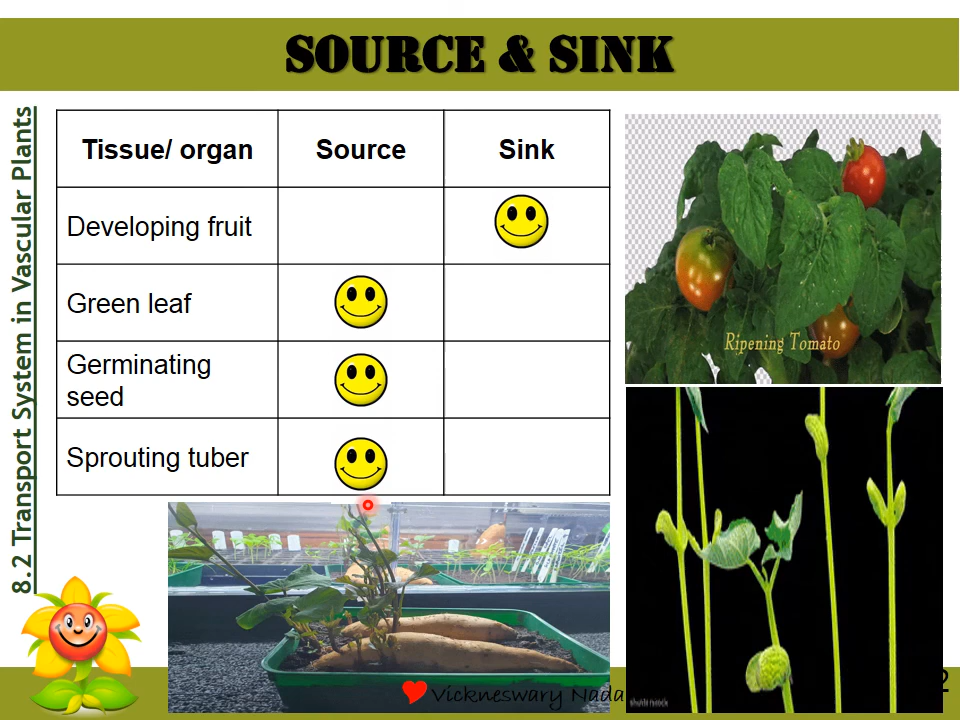 SOURCE & SINK
8.2 Transport System in Vascular Plants
Tissue/ organ Source Sink
Developing fruit
Green leaf
Germinating
seed
Sprouting tuber
Ripening Tomato
Vickneswary Nada
2